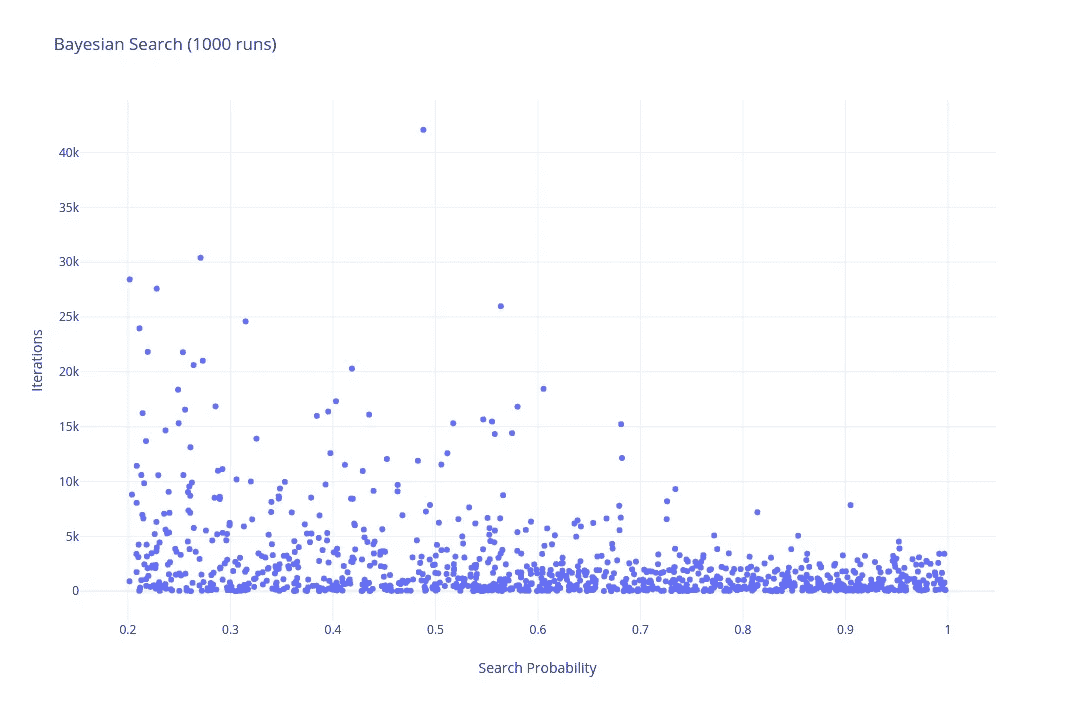 Bayesian Search (1000 runs)
40k
35k
30k
25k
20k
15k
10k
5k
0
Iterations
0.2 0.3 0.4 0.5 0.6 0.7 0.8 0.9 1
Search Probability